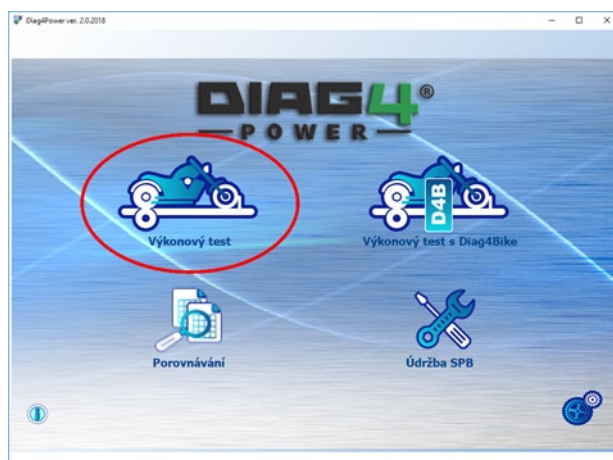 Diag4Power ver. 2.0.2018
DIAG4®
POWER
D4B
Výkonový test
Výkonový test s Diag4Bike
Porovnávání
Údržba SPB